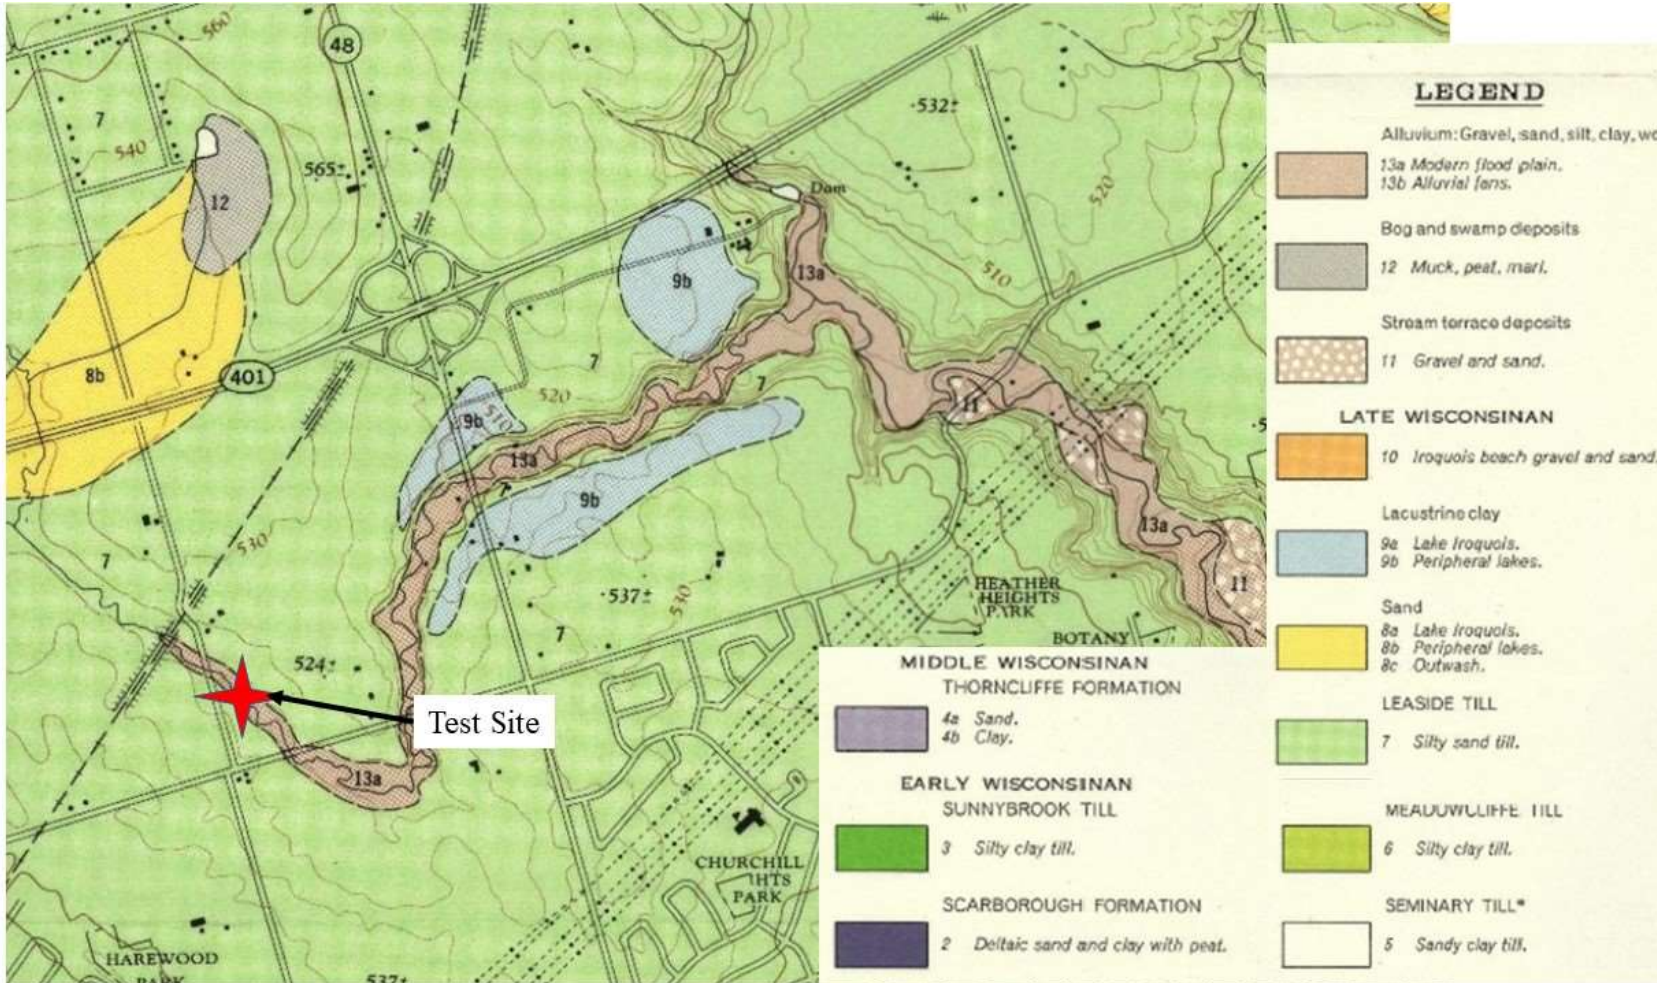 560
48
7
540
565±
12
532±
Dam
520
13a
9b
510
8b
401
7
520
510
9b
7
11
13a
7
9b
13a
530
7
537±
530
HEATHER
HEIGHTS
PARK
BOTANY
11
524±
7
Test Site
13a
CHURCHILL
HTS
PARK
HAREWOOD
PARK
537
LEGEND
Alluvium: Gravel, sand, silt, clay, wo
13a Modern flood plain.
13b Alluvial fans.
Bog and swamp deposits
12 Muck, peat, marl.
Stream terrace deposits
11 Gravel and sand.
LATE WISCONSINAN
10 Iroquois beach gravel and sand.
Lacustrine clay
9a Lake Iroquois.
9b Peripheral lakes.
Sand
8a Lake Iroquois.
8b Peripheral lakes.
8c Outwash.
LEASIDE TILL
7 Silty sand till.
MEADOWCLIFFE TILL
6 Silty clay till.
SEMINARY TILL*
5 Sandy clay till.
MIDDLE WISCONSINAN
THORNCLIFFE FORMATION
4a Sand.
4b Clay.
EARLY WISCONSINAN
SUNNYBROOK TILL
3 Silty clay till.
SCARBOROUGH FORMATION
2 Deltaic sand and clay with peat.